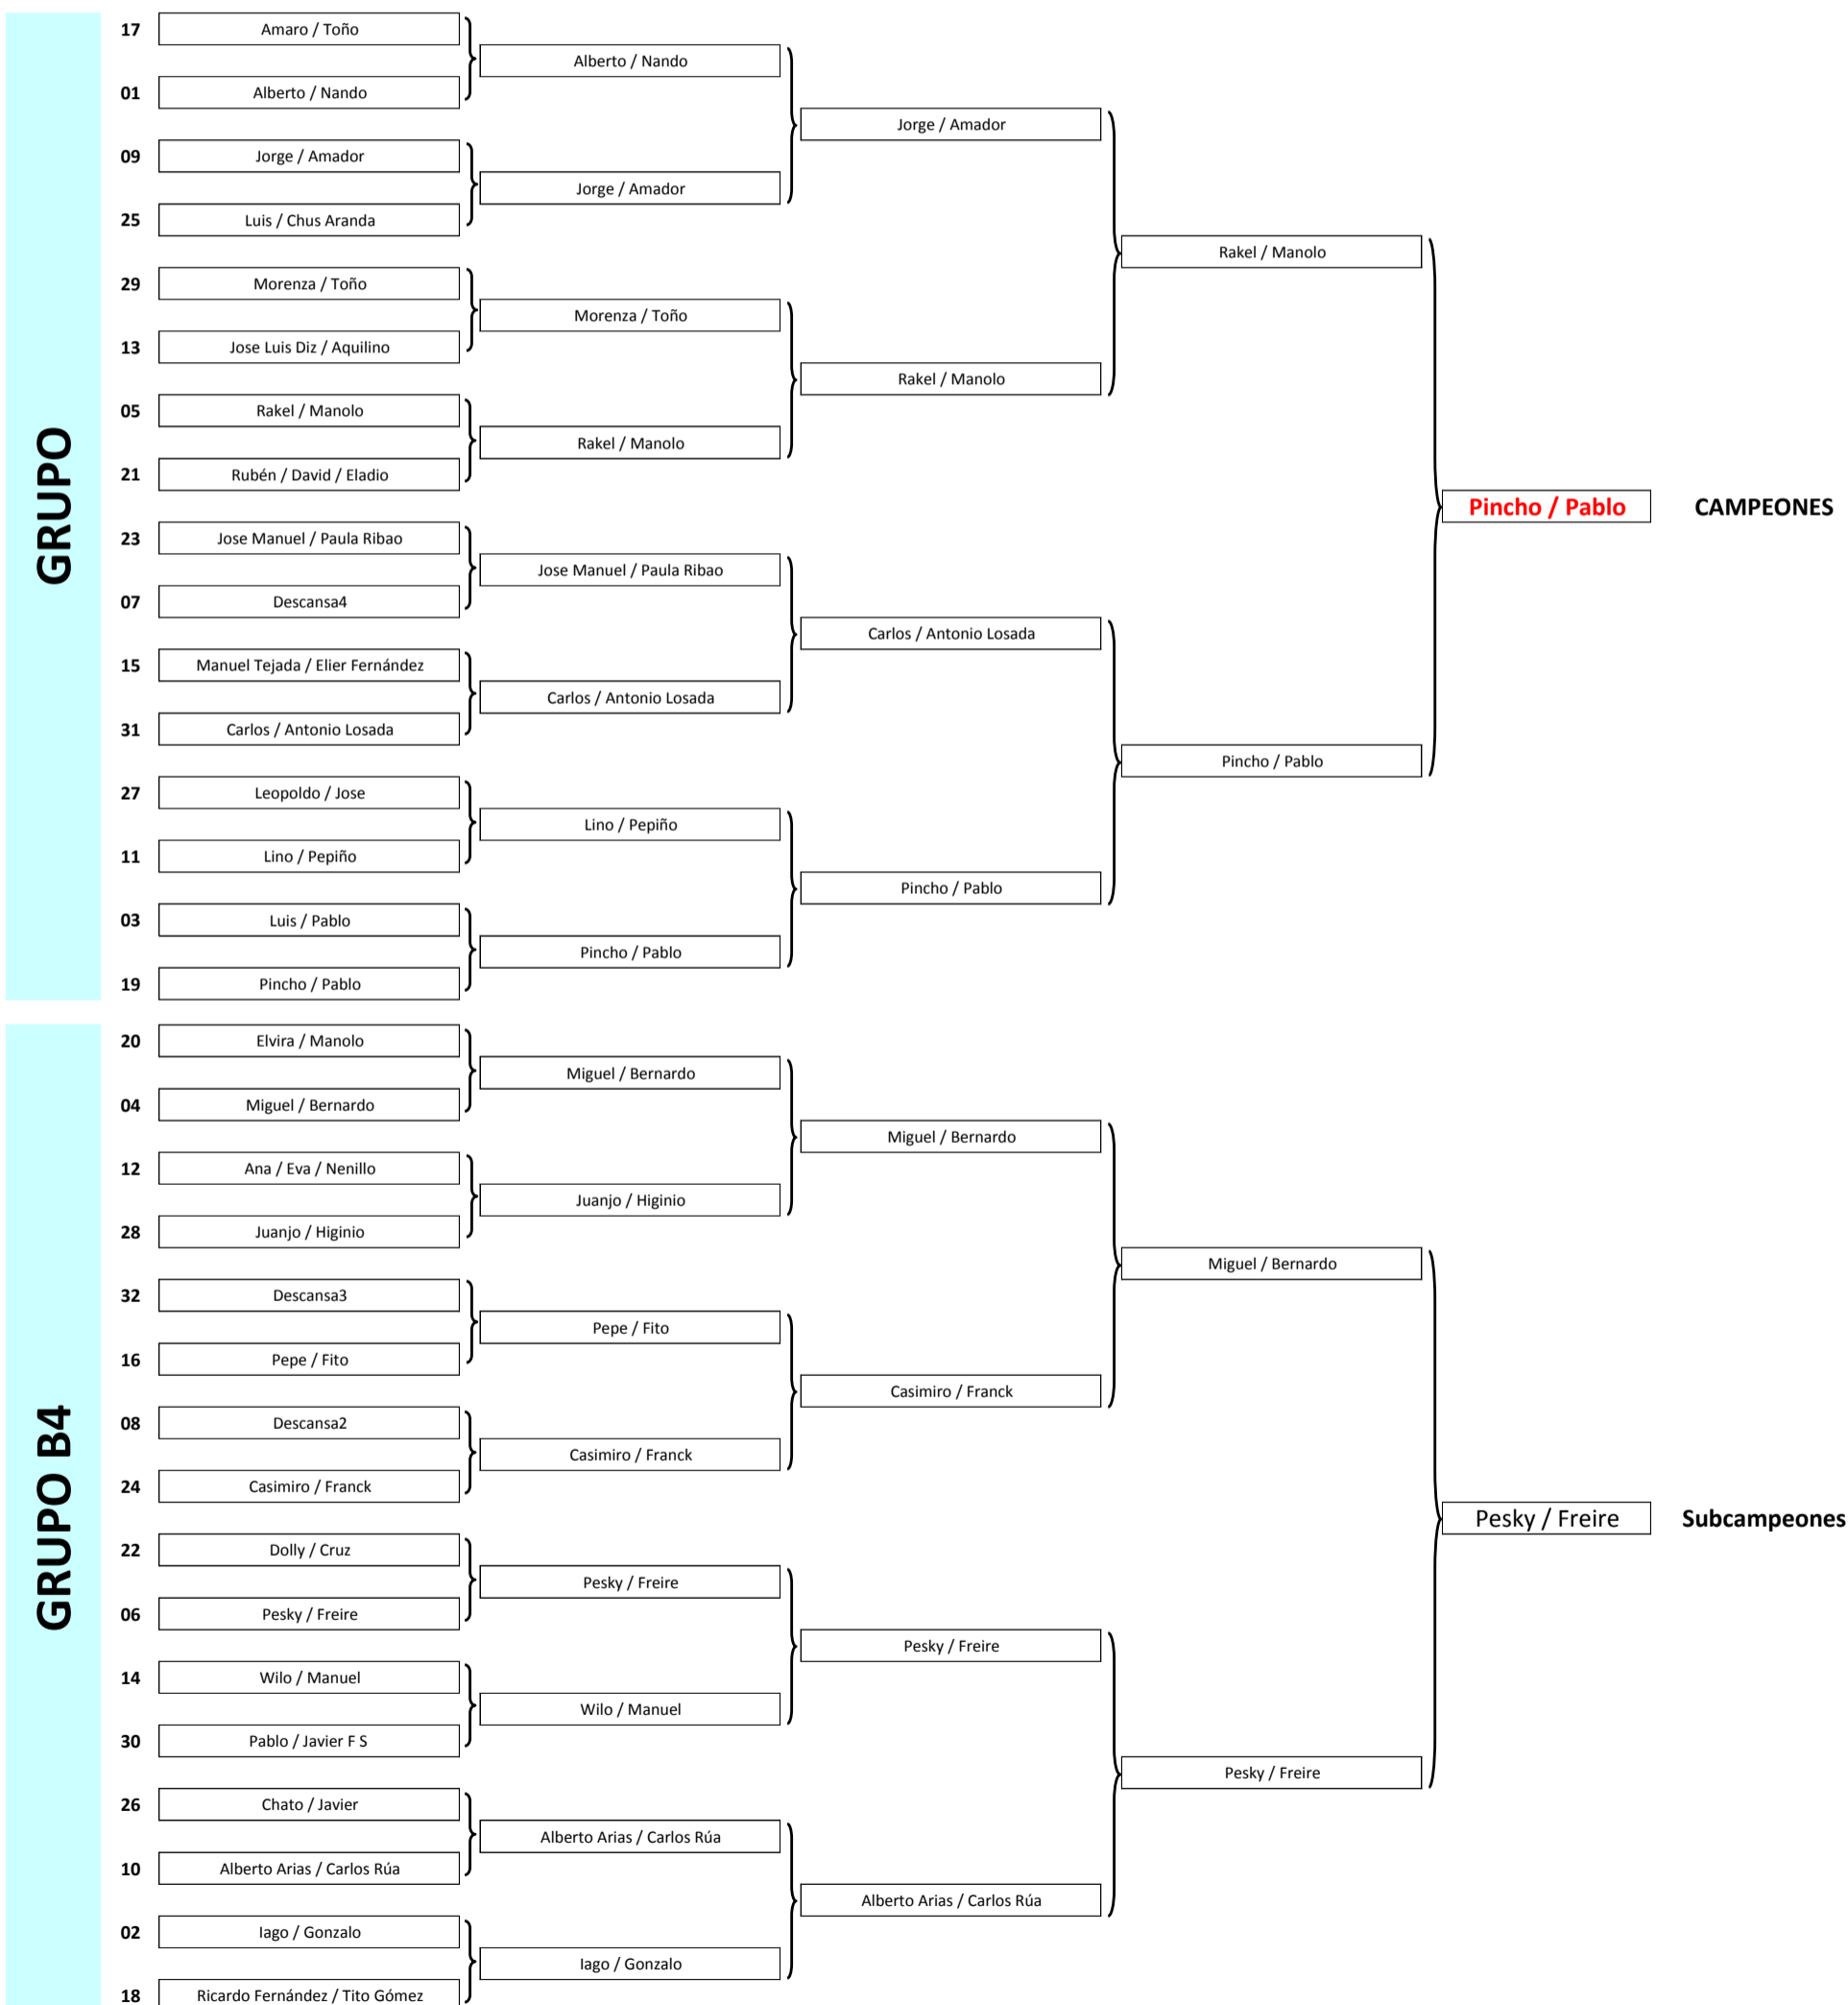 GRUPO
17 Amaro / Toño
Alberto / Nando
01 Alberto / Nando
Jorge / Amador
09 Jorge / Amador
Jorge / Amador
25 Luis / Chus Aranda
Rakel / Manolo
29 Morenza / Toño
Morenza / Toño
13 Jose Luis Diz / Aquilino
Rakel / Manolo
05 Rakel / Manolo
Rakel / Manolo
21 Rubén / David / Eladio
Pincho / Pablo CAMPEONES
23 Jose Manuel / Paula Ribao
Jose Manuel / Paula Ribao
07 Descansa4
Carlos / Antonio Losada
15 Manuel Tejada / Elier Fernández
Carlos / Antonio Losada
31 Carlos / Antonio Losada
Pincho / Pablo
27 Leopoldo / Jose
Lino / Pepiño
11 Lino / Pepiño
Pincho / Pablo
03 Luis / Pablo
Pincho / Pablo
19 Pincho / Pablo
GRUPO B4
20 Elvira / Manolo
Miguel / Bernardo
04 Miguel / Bernardo
Miguel / Bernardo
12 Ana / Eva / Nenillo
Juanjo / Higinio
28 Juanjo / Higinio
Miguel / Bernardo
32 Descansa3
Pepe / Fito
16 Pepe / Fito
Casimiro / Franck
08 Descansa2
Casimiro / Franck
24 Casimiro / Franck
Pesky / Freire Subcampeones
22 Dolly / Cruz
Pesky / Freire
06 Pesky / Freire
Pesky / Freire
14 Wilo / Manuel
Wilo / Manuel
30 Pablo / Javier F S
Pesky / Freire
26 Chato / Javier
Alberto Arias / Carlos Rúa
10 Alberto Arias / Carlos Rúa
Alberto Arias / Carlos Rúa
02 Iago / Gonzalo
Iago / Gonzalo
18 Ricardo Fernández / Tito Gómez